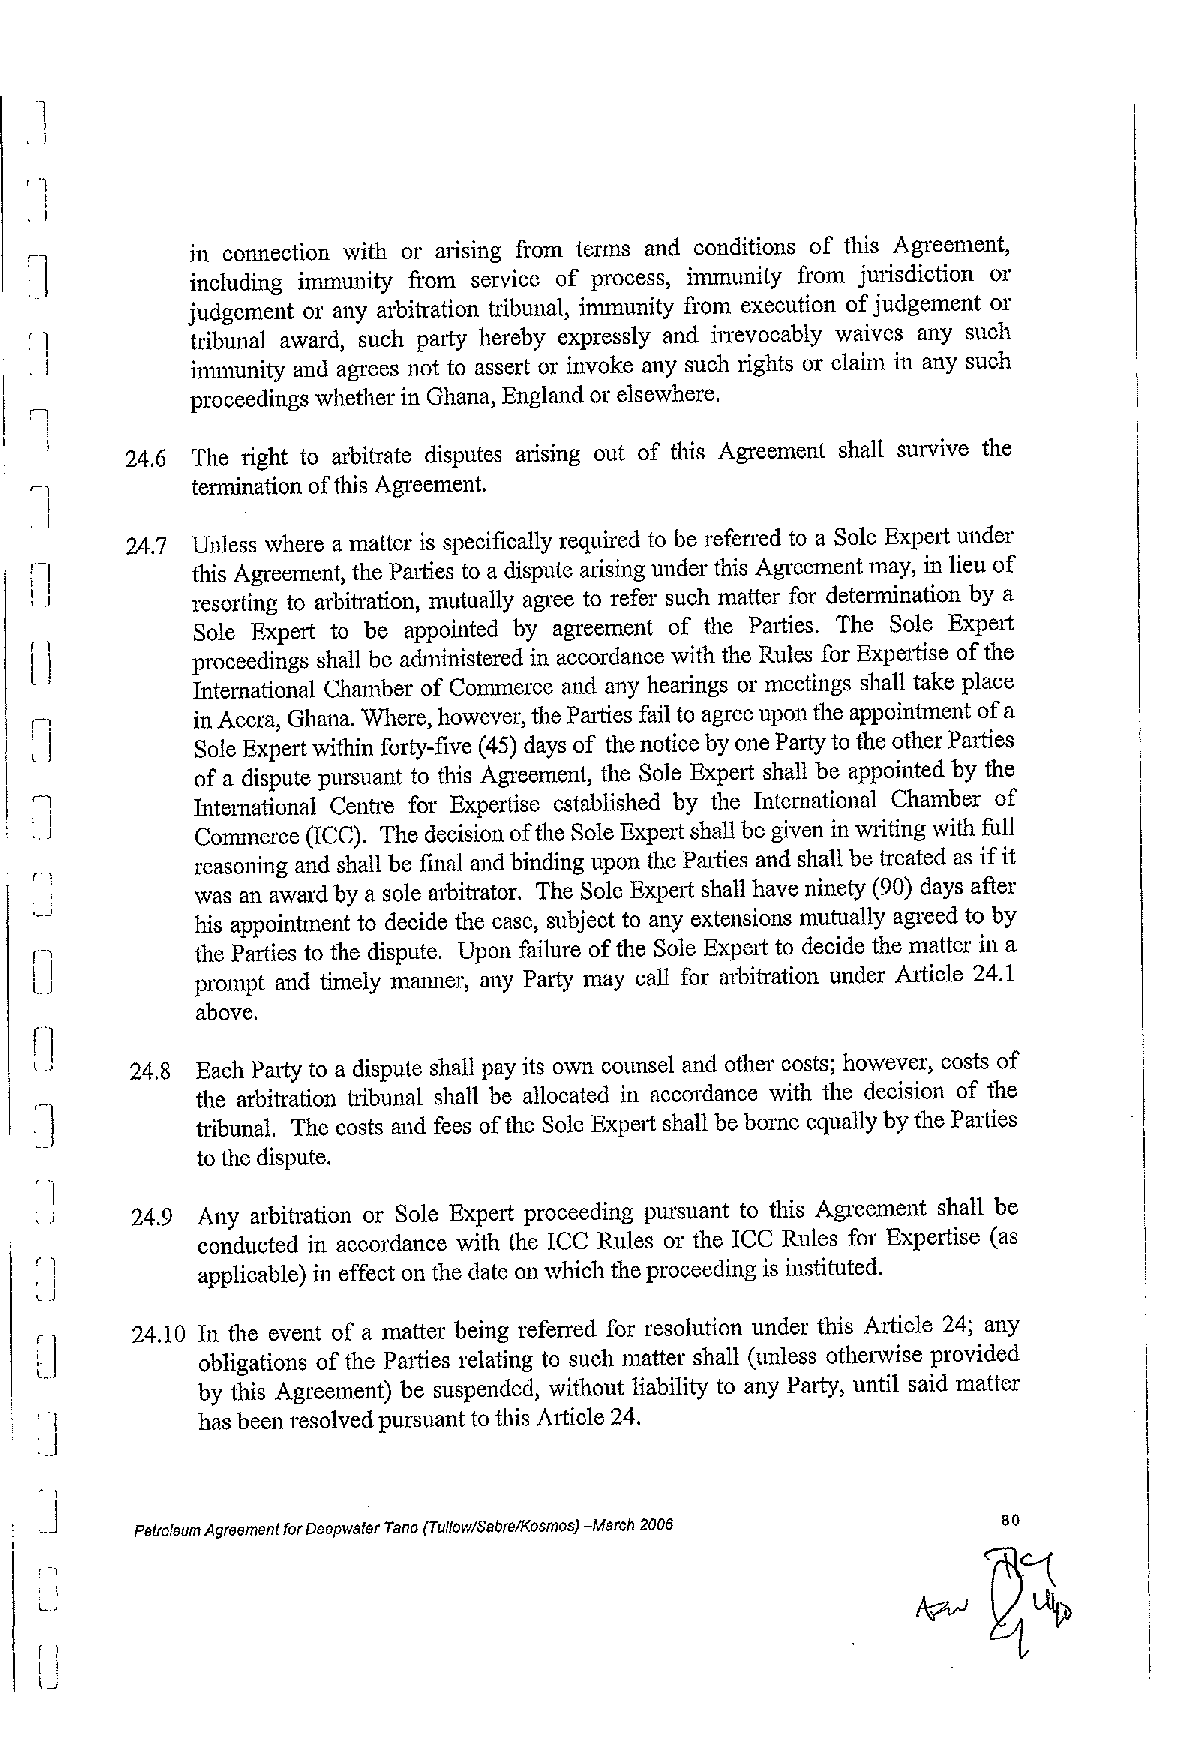 in connection with or arising from terms and conditions of this Agreement,
including immunity from service of process, immunity from jurisdiction or
judgement or any arbitration tribunal, immunity from execution of judgement or
tribunal award, such party hereby expressly and irrevocably waives any such
immunity and agrees not to assert or invoke any such rights or claim in any such
proceedings whether in Ghana, England or elsewhere.
24.6 The right to arbitrate disputes arising out of this Agreement shall survive the
termination of this Agreement.
24.7 Unless where a matter is specifically required to be referred to a Sole Expert under
this Agreement, the Parties to a dispute arising under this Agreement may, in lieu of
resorting to arbitration, mutually agree to refer such matter for determination by a
Sole Expert to be appointed by agreement of the Parties. The Sole Expert
proceedings shall be administered in accordance with the Rules for Expertise of the
International Chamber of Commerce and any hearings or meetings shall take place
in Accra, Ghana. Where, however, the Parties fail to agree upon the appointment of a
Sole Expert within forty-five (45) days of the notice by one Party to the other Parties
of a dispute pursuant to this Agreement, the Sole Expert shall be appointed by the
International Centre for Expertise established by the International Chamber of
Commerce (ICC). The decision of the Sole Expert shall be given in writing with full
reasoning and shall be final and binding upon the Parties and shall be treated as if it
was an award by a sole arbitrator. The Sole Expert shall have ninety (90) days after
his appointment to decide the case, subject to any extensions mutually agreed to by
the Parties to the dispute. Upon failure of the Sole Expert to decide the matter in a
prompt and timely manner, any Party may call for arbitration under Article 24.1
above.
24.8 Each Party to a dispute shall pay its own counsel and other costs; however, costs of
the arbitration tribunal shall be allocated in accordance with the decision of the
tribunal. The costs and fees of the Sole Expert shall be borne equally by the Parties
to the dispute.
24.9 Any arbitration or Sole Expert proceeding pursuant to this Agreement shall be
conducted in accordance with the ICC Rules or the ICC Rules for Expertise (as
applicable) in effect on the date on which the proceeding is instituted.
24.10 In the event of a matter being referred for resolution under this Article 24; any
obligations of the Parties relating to such matter shall (unless otherwise provided
by this Agreement) be suspended, without liability to any Party, until said matter
has been resolved pursuant to this Article 24.
Petroleum Agreement for Deepwater Tano (Tullow/Sabre/Kosmos) –March 2006 80